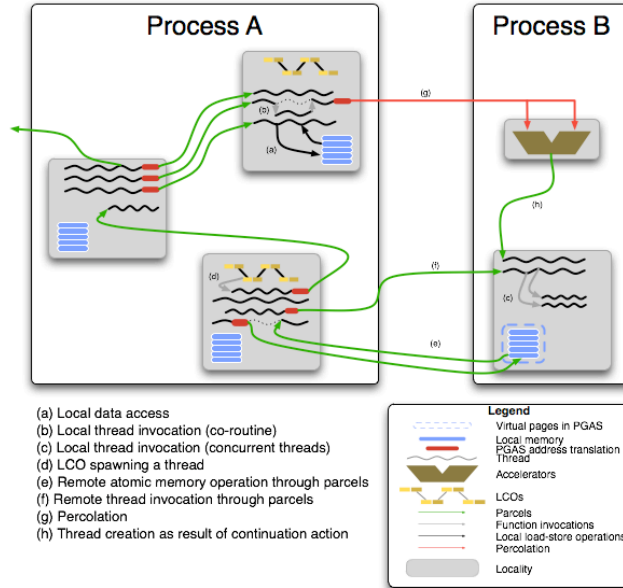 Process A
Process B
(g)
(b)
(a)
(h)
(d)
(f)
(c)
(e)
(a) Local data access
(b) Local thread invocation (co-routine)
(c) Local thread invocation (concurrent threads)
(d) LCO spawning a thread
(e) Remote atomic memory operation through parcels
(f) Remote thread invocation through parcels
(g) Percolation
(h) Thread creation as result of continuation action
Legend
Virtual pages in PGAS
Local memory
PGAS address translation
Thread
Accelerators
LCOs
Parcels
Function invocations
Local load-store operations
Percolation
Locality